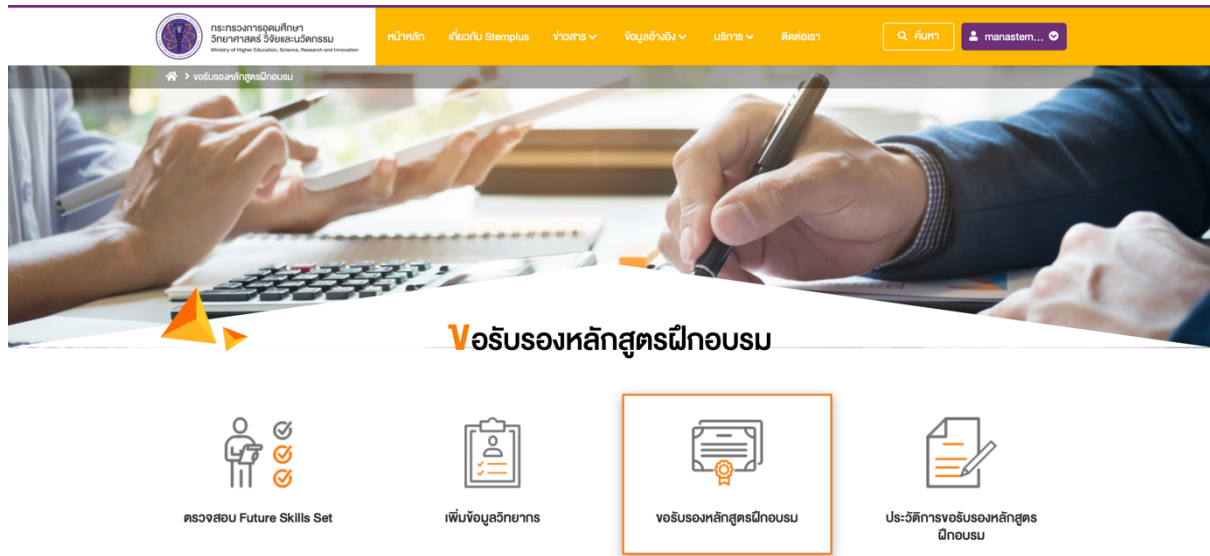 กระทรวงการอุดมศึกษา
วิทยาศาสตร์ วิจัยและนวัตกรรม
Ministry of Higher Education, Science, Research and Innovation
หน้าหลัก เกี่ยวกับ Stemplus ข่าวสาร ข้อมูลอ้างอิง บริการ ติดต่อเรา ค้นหา manastem...
> ขอรับรองหลักสูตรฝึกอบรม
ขอรับรองหลักสูตรฝึกอบรม
ตรวจสอบ Future Skills Set
เพิ่มข้อมูลวิทยากร
ขอรับรองหลักสูตรฝึกอบรม
ประวัติการขอรับรองหลักสูตร
ฝึกอบรม